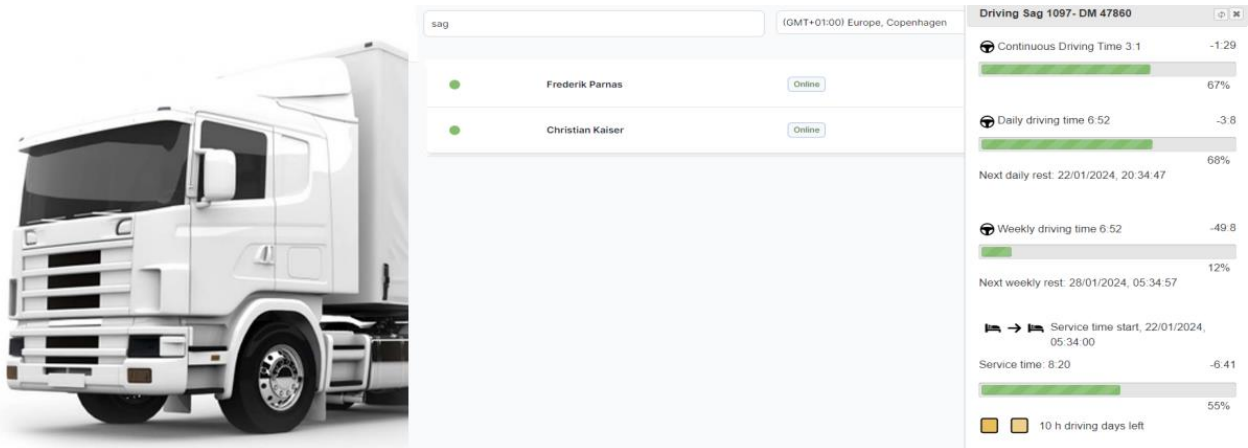 sag
(GMT+01:00) Europe, Copenhagen
Frederik Parnas
Online
Christian Kaiser
Online
Driving Sag 1097- DM 47860
Continuous Driving Time 3:1
-1:29
67%
Daily driving time 6:52
-3:8
68%
Next daily rest: 22/01/2024, 20:34:47
Weekly driving time 6:52
-49:8
12%
Next weekly rest: 28/01/2024, 05:34:57
Service time start, 22/01/2024,
05:34:00
Service time: 8:20
-6:41
55%
10 h driving days left